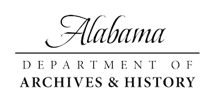 Alabama
DEPARTMENT OF
ARCHIVES & HISTORY